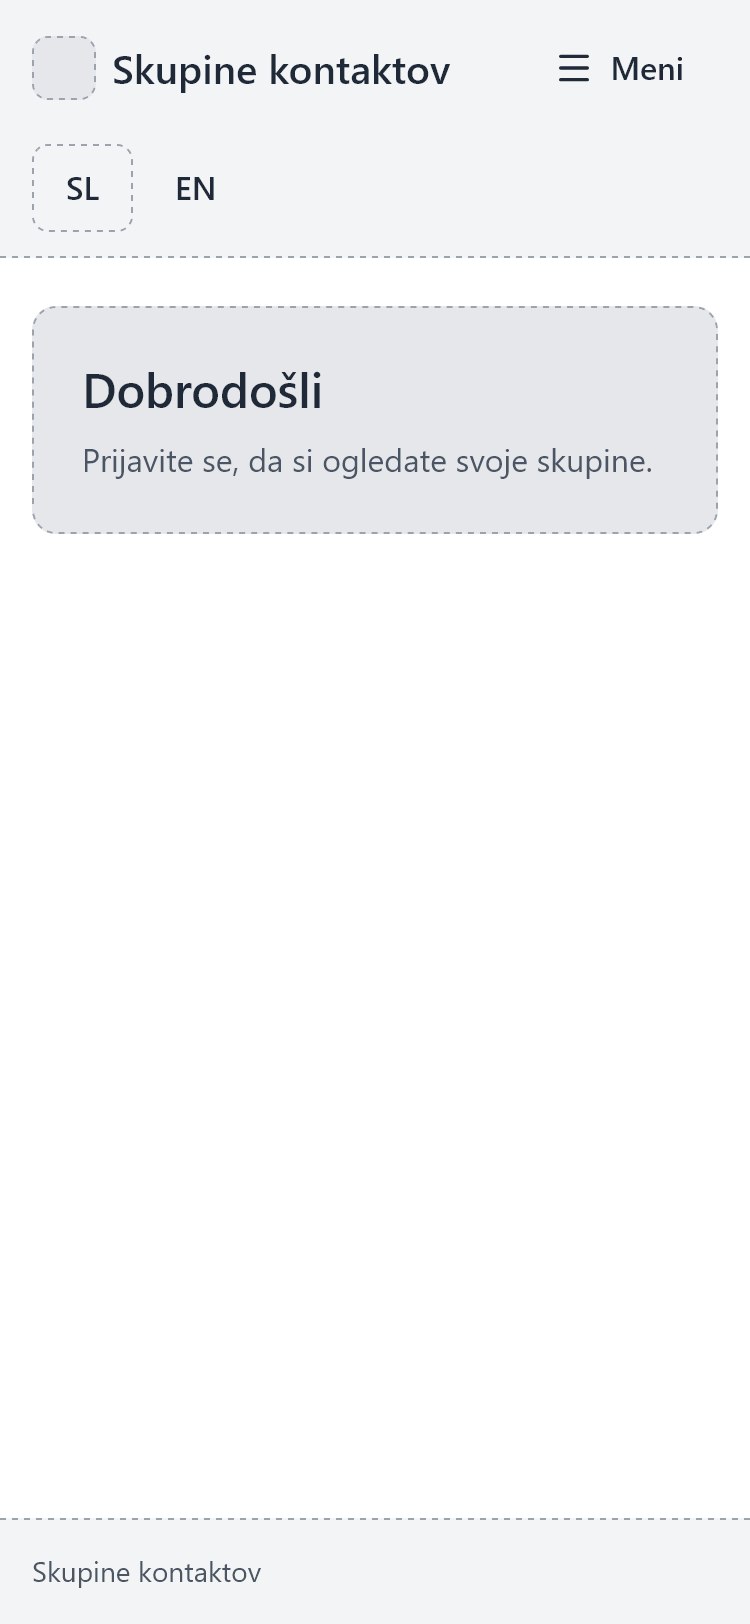 Skupine kontaktov
Meni
SL
EN
Dobrodošli
Prijavite se, da si ogledate svoje skupine.
Skupine kontaktov